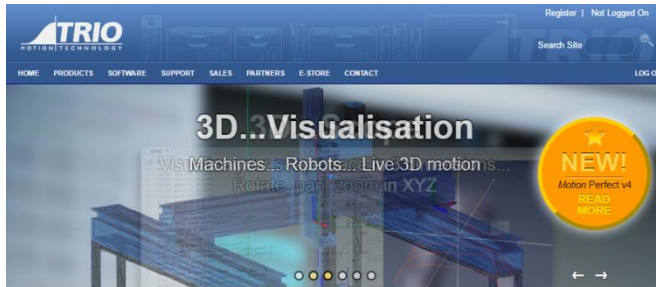 Register | Not Logged On
TRIO
MOTION TECHNOLOGY
Search Site
HOME PRODUCTS SOFTWARE SUPPORT SALES PARTNERS E-STORE CONTACT LOG O
3D...Visualisation
Machines... Robots... Live 3D motion
Rotate, pan, zoom in XYZ
NEW!
Motion Perfect v4
READ
MORE